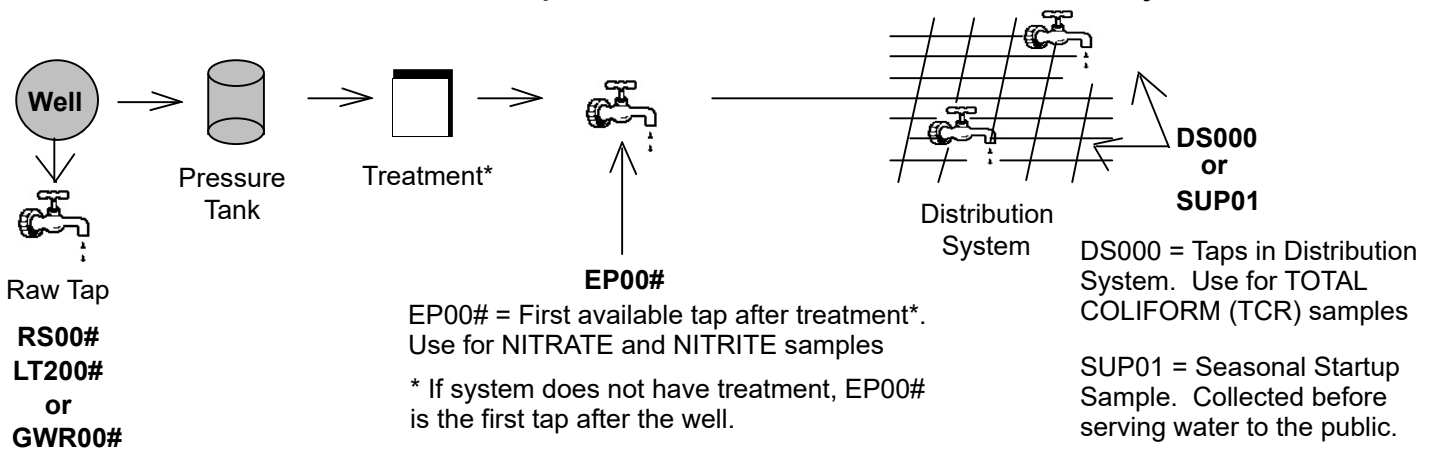 Well
Pressure
Tank
Treatment*
Raw Tap
RS00#
LT200#
or
GWR00#
EP00#
EP00# = First available tap after treatment*.
Use for NITRATE and NITRITE samples
* If system does not have treatment, EP00#
is the first tap after the well.
Distribution
System
DS000
or
SUP01
DS000 = Taps in Distribution
System.  Use for TOTAL
COLIFORM (TCR) samples
SUP01 = Seasonal Startup
Sample.  Collected before
serving water to the public.